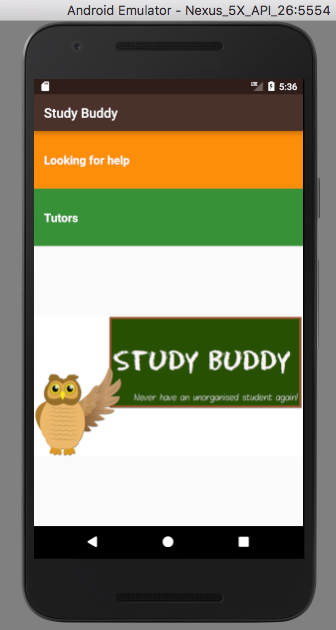 Android Emulator - Nexus_5X_API_26:5554
LTE 5:36
Study Buddy
Looking for help
Tutors
STUDY BUDDY
Never have an unorganised student again!